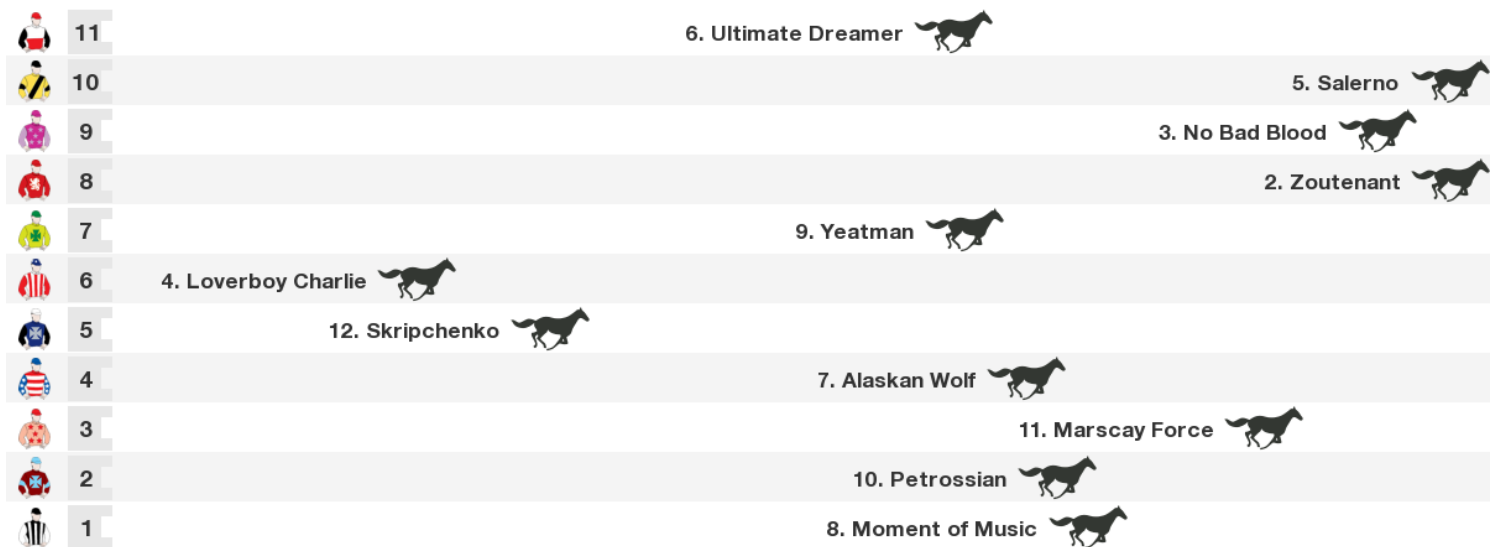 11 6. Ultimate Dreamer
10 5. Salerno
9 3. No Bad Blood
8 2. Zoutenant
7 9. Yeatman
6 4. Loverboy Charlie
5 12. Skripchenko
4 7. Alaskan Wolf
3 11. Marscay Force
2 10. Petrossian
1 8. Moment of Music